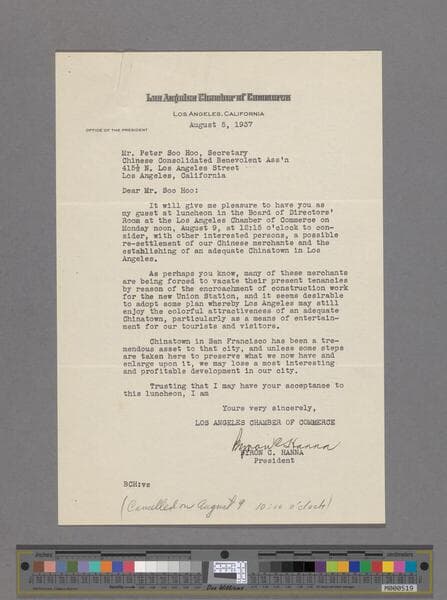 Los Angeles Chamber of Commerce
LOS ANGELES, CALIFORNIA
OFFICE OF THE PRESIDENT
August 5, 1937
Mr. Peter Soo Hoo, Secretary
Chinese Consolidated Benevolent Ass'n
415½ N. Los Angeles Street
Los Angeles, California
Dear Mr. Soo Hoo:
It will give me pleasure to have you as
my guest at luncheon in the Board of Directors'
Room at the Los Angeles Chamber of Commerce on
Monday noon, August 9, at 12:15 o'clock to con-
sider, with other interested persons, a possible
re-settlement of our Chinese merchants and the
establishing of an adequate Chinatown in Los
Angeles.
As perhaps you know, many of these merchants
are being forced to vacate their present tenancies
by reason of the encroachment of construction work
for the new Union Station, and it seems desirable
to adopt some plan whereby Los Angeles may still
enjoy the colorful attractiveness of an adequate
Chinatown, particularly as a means of entertain-
ment for our tourists and visitors.
Chinatown in San Francisco has been a tre-
mendous asset to that city, and unless some steps
are taken here to preserve what we now have and
enlarge upon it, we may lose a most interesting
and profitable development in our city.
Trusting that I may have your acceptance to
this luncheon, I am
Yours very sincerely,
LOS ANGELES CHAMBER OF COMMERCE
Byron C Hanna
BYRON C. HANNA
President
BCH:vs
(Cancelled on August 9 10:10 o'clock)
inches
centimeters
Don Williams
M000519